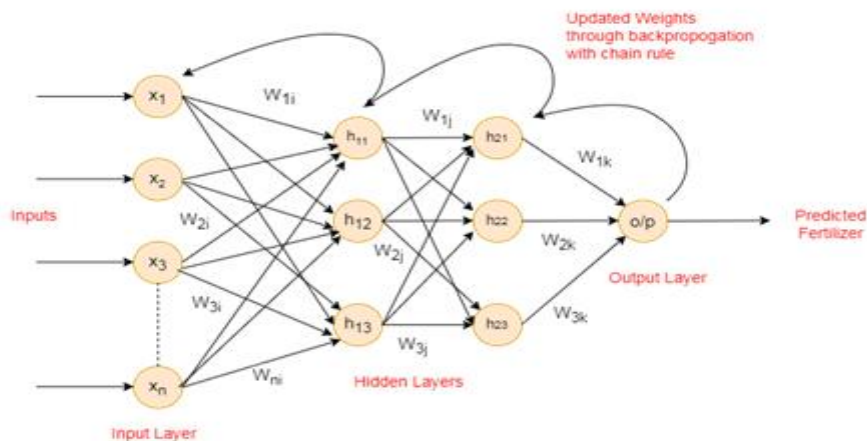 Updated Weights
through backpropogation
with chain rule
x1
W1i
h11
W1j
h21
W1k
x2
Inputs
W2i
h12
W2j
h22
W2k
o/p
Predicted
Fertilizer
x3
Output Layer
W3i
h13
W3j
h23
W3k
xn
Wni
Hidden Layers
Input Layer